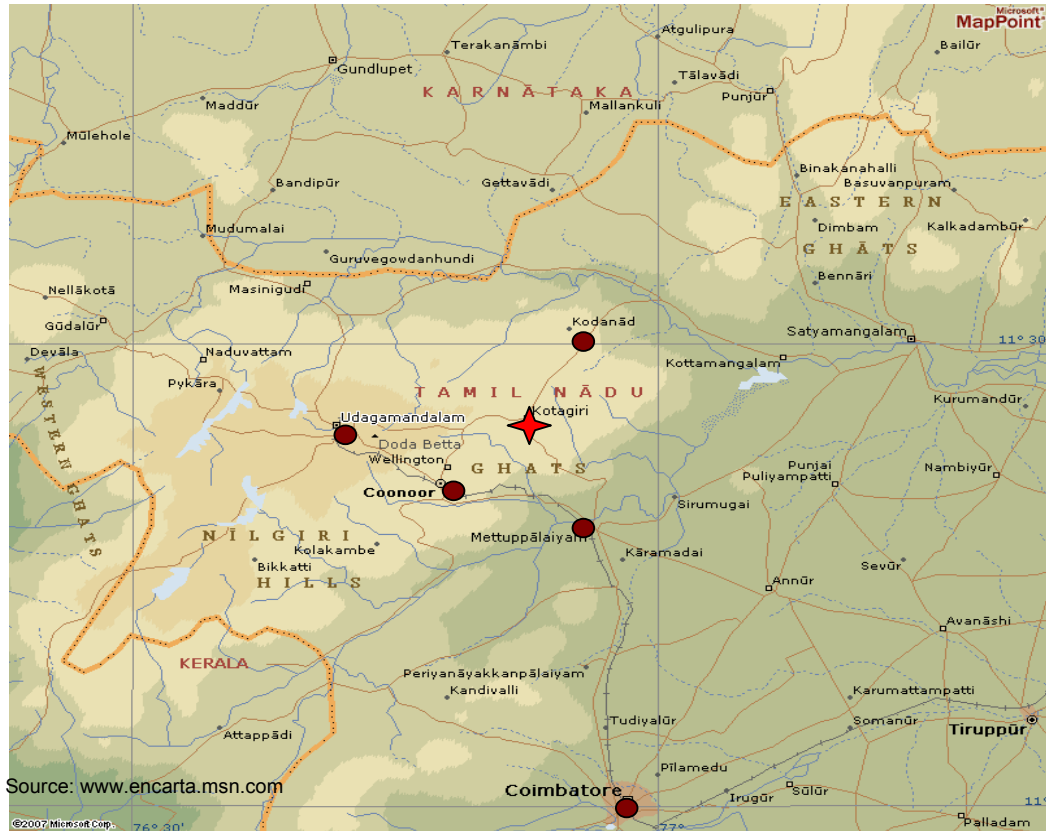 Microsoft®
MapPoint®
Atgulipura
Terakanāmbi
Bailūr
Gundlupet
Tālavādi
KARNĀTAKA
Punjūr
Maddūr
Mallankuli
Mūlehole
Binakanahalli
Bandipūr
Gettavādi
Basuvanpuram
EASTERN
Mudumalai
Dimbam
Kalkadambūr
GHĀTS
Guruvegowdanhundi
Bennāri
Masinigudi
Nellākotā
Kodanād
Gūdalūr
Satyamangalam
11° 30
Devāla
Naduvattam
Kottamangalam
WESTERN GHATS
Pykāra
TAMIL NĀDU
Kurumandūr
Udagamandalam
Kotagiri
Doda Betta
Wellington
GHATS
Punjai
Puliyampatti
Nambiyūr
Coonoor
Sirumugai
NĪLGIRI
Mettuppālaiyam
Kolakambe
Kāramadai
Bikkatti
Sevūr
HILLS
Annūr
Avanāshi
KERALA
Periyanāyakkanpālaiyam
Kandivalli
Karumattampatti
Attappādi
Tudiyalūr
Somanūr
Tiruppūr
Pīlamedu
Source: www.encarta.msn.com
Coimbatore
Irugūr
Sūlūr
11°
©2007 Microsoft Corp.
76° 30'
77°
Palladam